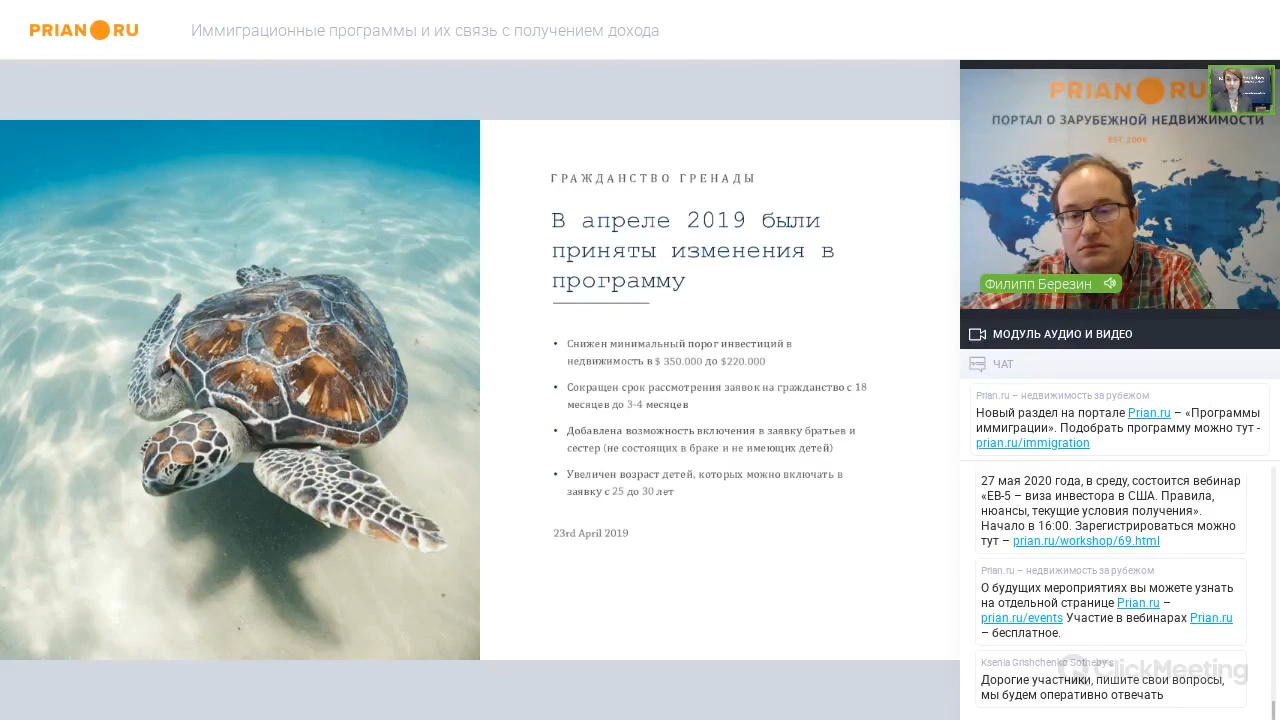 PRIAN RU
Иммиграционные программы и их связь с получением дохода
ГРАЖДАНСТВО ГРЕНАДЫ
В апреле 2019 были
приняты изменения в
программу
• Снижен минимальный порог инвестиций в
недвижимость в $ 350.000 до $220.000
• Сокращен срок рассмотрения заявок на гражданство с 18
месяцев до 3-4 месяцев
• Добавлена возможность включения в заявку братьев и
сестер (не состоящих в браке и не имеющих детей)
• Увеличен возраст детей, которых можно включать в
заявку с 25 до 30 лет
23rd April 2019
PRIAN RU
ПОРТАЛ О ЗАРУБЕЖНОЙ НЕДВИЖИМОСТИ
EST. 2006
Филипп Березин
МОДУЛЬ АУДИО И ВИДЕО
ЧАТ
Prian.ru – недвижимость за рубежом
Новый раздел на портале Prian.ru – «Программы
иммиграции». Подобрать программу можно тут -
prian.ru/immigration
27 мая 2020 года, в среду, состоится вебинар
«ЕВ-5 – виза инвестора в США. Правила,
нюансы, текущие условия получения».
Начало в 16:00. Зарегистрироваться можно
тут – prian.ru/workshop/69.html
Prian.ru – недвижимость за рубежом
О будущих мероприятиях вы можете узнать
на отдельной странице Prian.ru –
prian.ru/events Участие в вебинарах Prian.ru
– бесплатное.
Ksenia Grishchenko Sotheby's
ClickMeeting
Дорогие участники, пишите свои вопросы,
мы будем оперативно отвечать